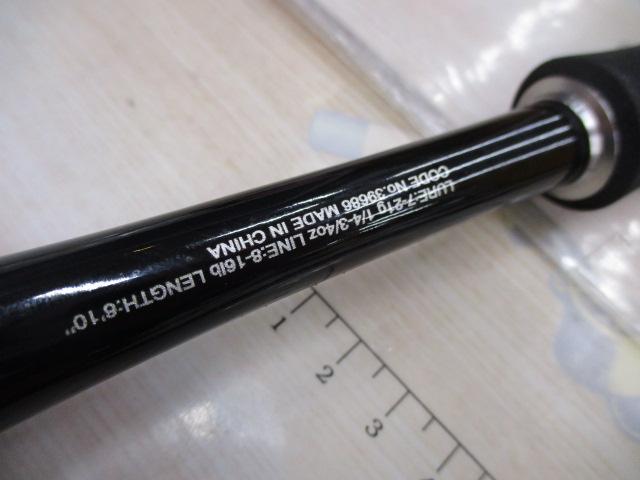 LURE:7-21g 1/4-3/4oz LINE:8-16lb LENGTH:6'10"
CODE No.39686 MADE IN CHINA
1
2
3